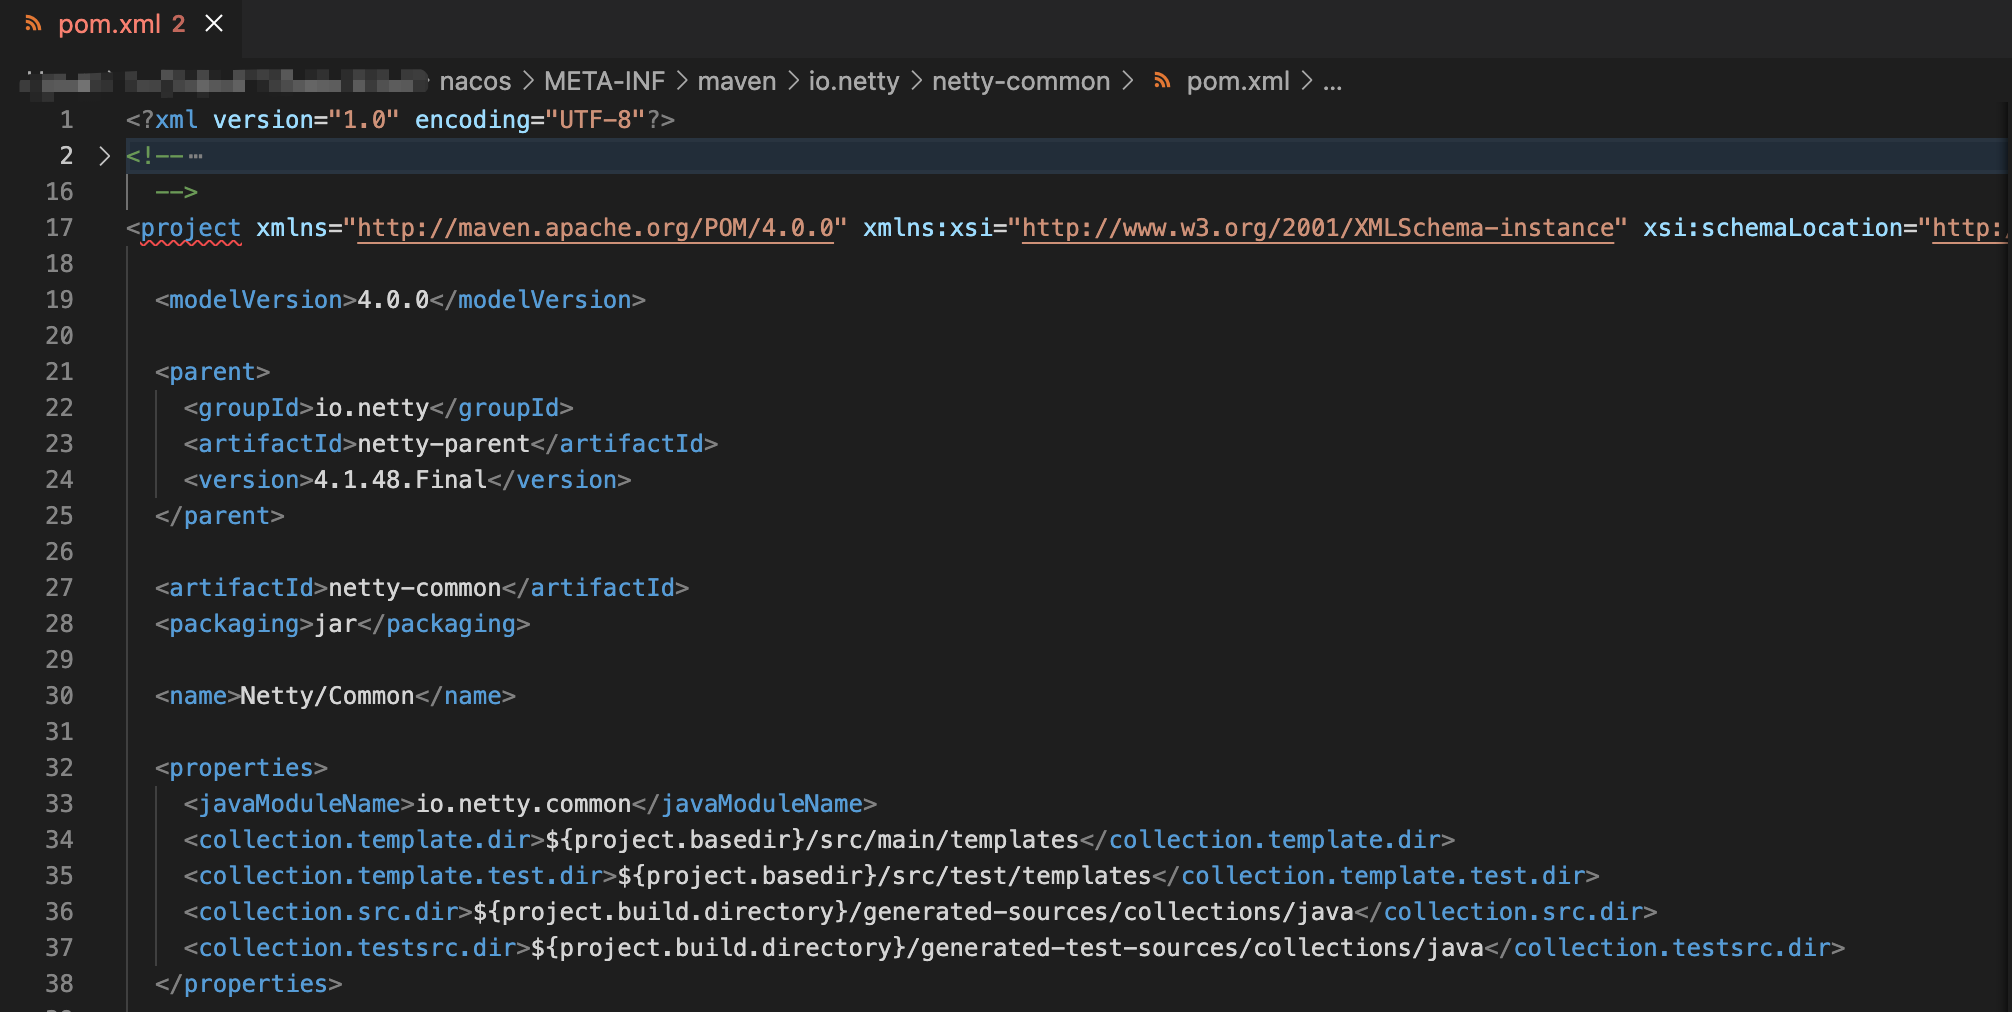 pom.xml 2
nacos > META-INF > maven > io.netty > netty-common > pom.xml > ...
1 <?xml version="1.0" encoding="UTF-8"?>
2 <!--…
16 -->
17 <project xmlns="http://maven.apache.org/POM/4.0.0" xmlns:xsi="http://www.w3.org/2001/XMLSchema-instance" xsi:schemaLocation="http:
18
19 <modelVersion>4.0.0</modelVersion>
20
21 <parent>
22 <groupId>io.netty</groupId>
23 <artifactId>netty-parent</artifactId>
24 <version>4.1.48.Final</version>
25 </parent>
26
27 <artifactId>netty-common</artifactId>
28 <packaging>jar</packaging>
29
30 <name>Netty/Common</name>
31
32 <properties>
33 <javaModuleName>io.netty.common</javaModuleName>
34 <collection.template.dir>${project.basedir}/src/main/templates</collection.template.dir>
35 <collection.template.test.dir>${project.basedir}/src/test/templates</collection.template.test.dir>
36 <collection.src.dir>${project.build.directory}/generated-sources/collections/java</collection.src.dir>
37 <collection.testsrc.dir>${project.build.directory}/generated-test-sources/collections/java</collection.testsrc.dir>
38 </properties>